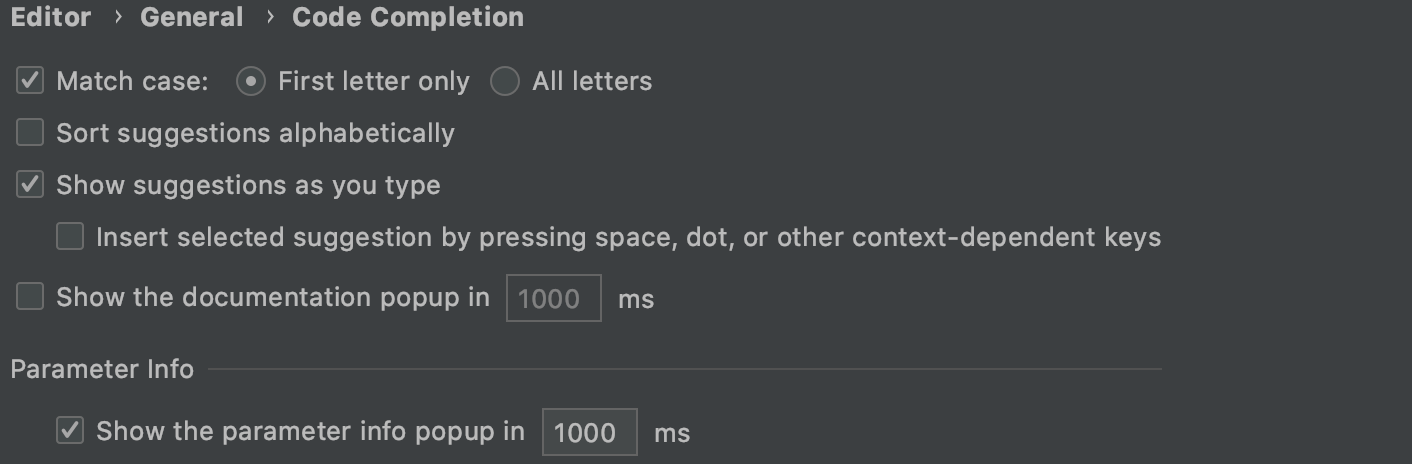 Editor › General › Code Completion
Match case: First letter only All letters
Sort suggestions alphabetically
Show suggestions as you type
Insert selected suggestion by pressing space, dot, or other context-dependent keys
Show the documentation popup in 1000 ms
Parameter Info
Show the parameter info popup in 1000 ms